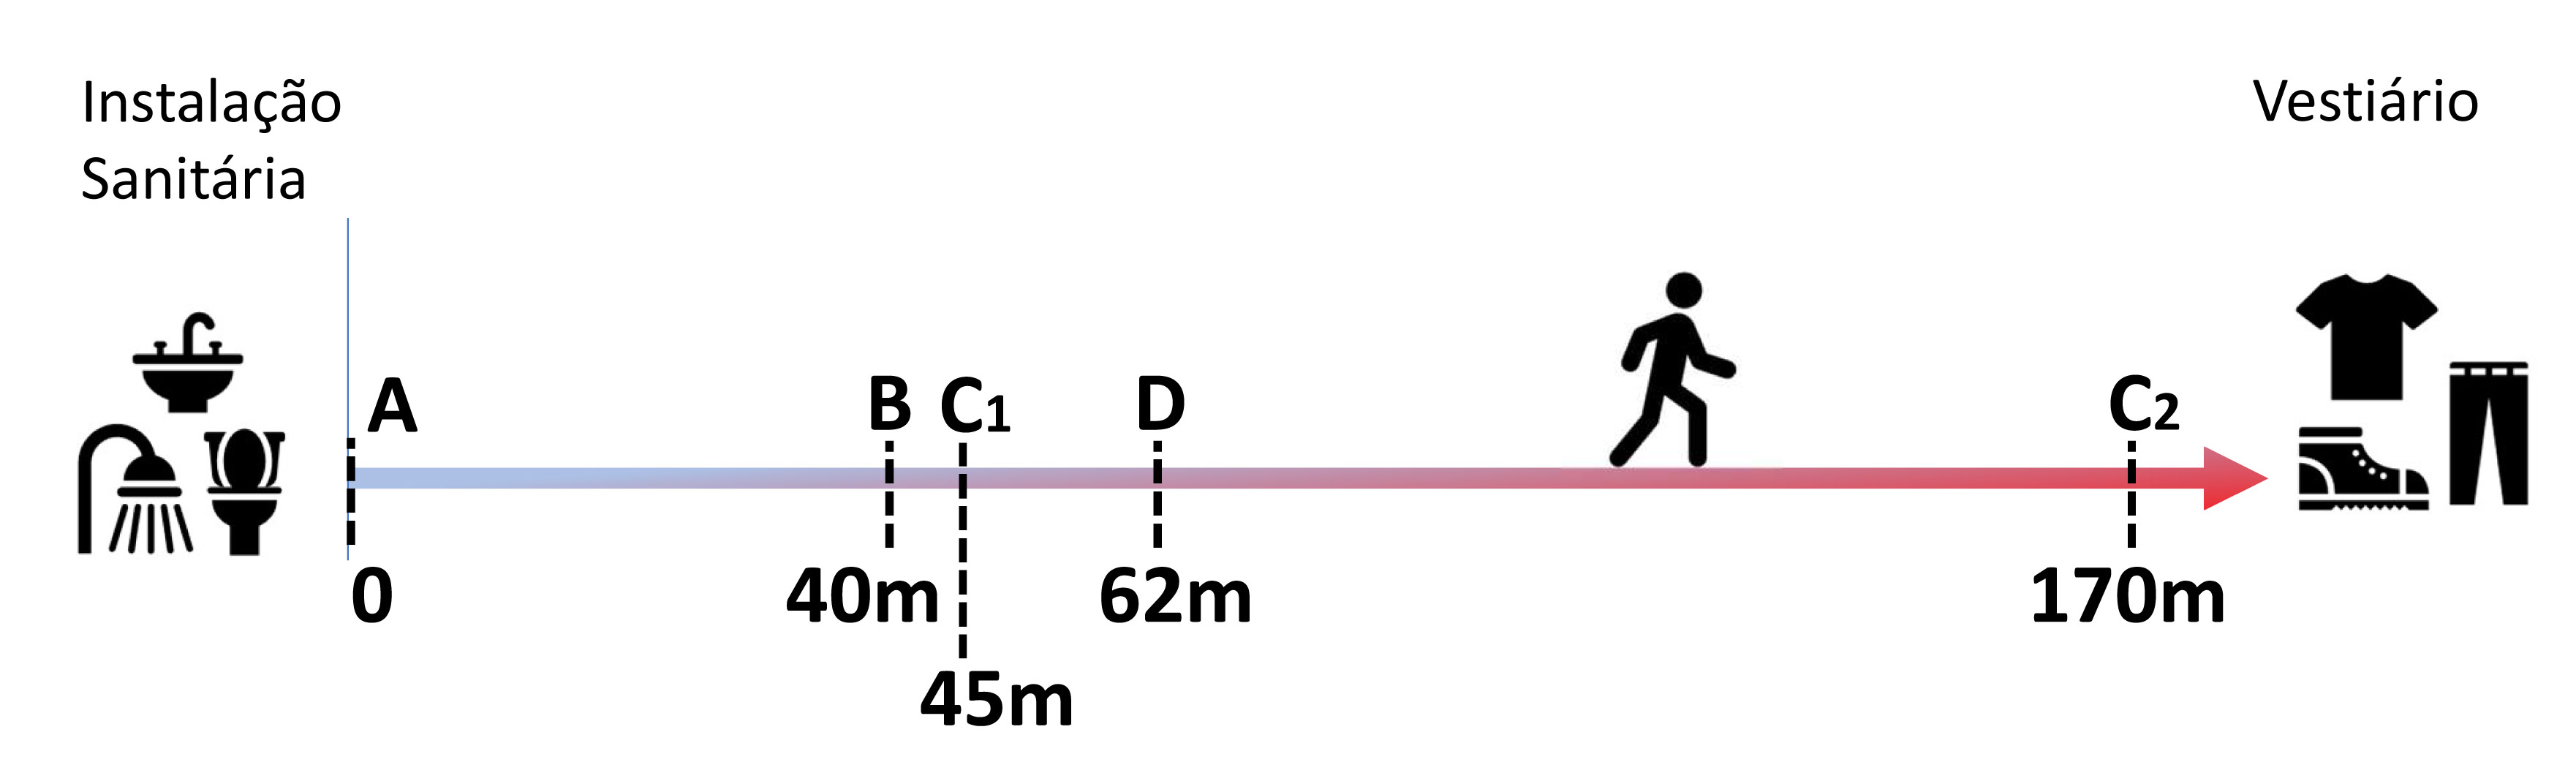 Instalação
Sanitária
Vestiário
A
B
C1
D
C2
0
40m
62m
170m
45m